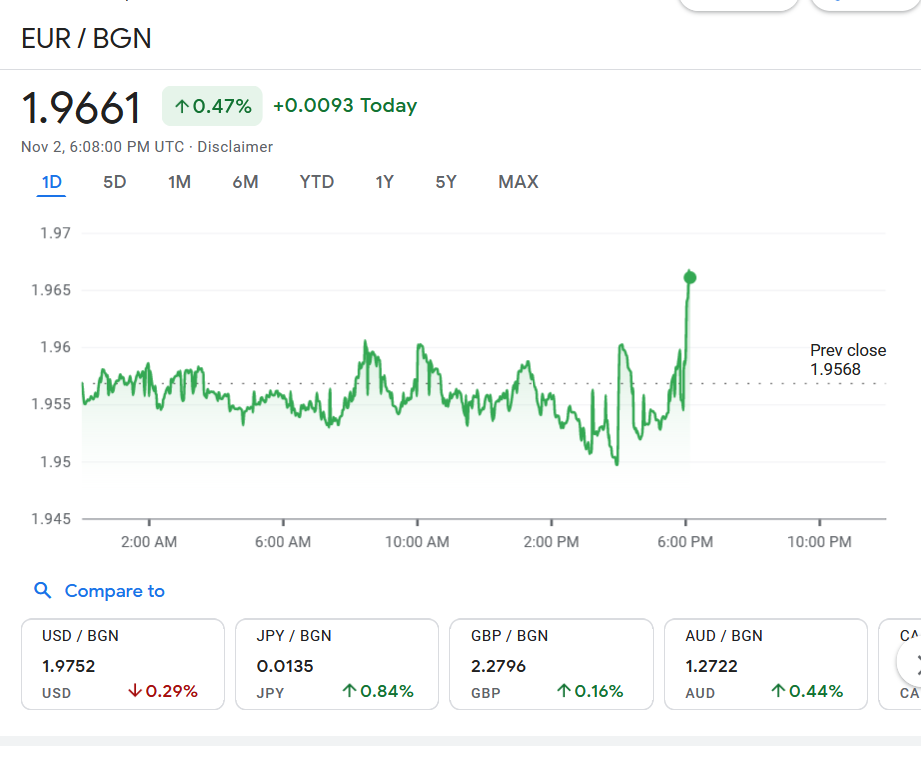 EUR / BGN
1.9661 ↑0.47% +0.0093 Today
Nov 2, 6:08:00 PM UTC · Disclaimer
1D 5D 1M 6M YTD 1Y 5Y MAX
1.97
1.965
1.96
1.955
1.95
1.945
Prev close
1.9568
2:00 AM 6:00 AM 10:00 AM 2:00 PM 6:00 PM 10:00 PM
Compare to
USD / BGN
1.9752
USD ↓0.29%
JPY / BGN
0.0135
JPY ↑0.84%
GBP / BGN
2.2796
GBP ↑0.16%
AUD / BGN
1.2722
AUD ↑0.44%
CA